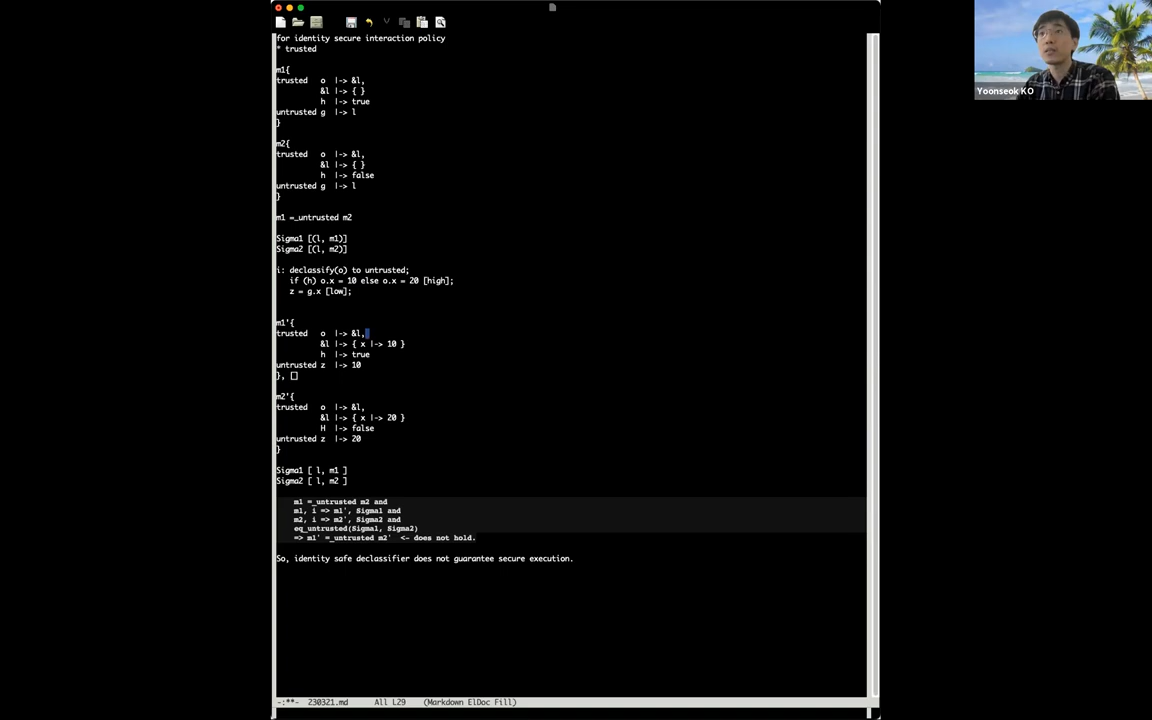 for identity secure interaction policy
* trusted
m1{
trusted o |-> &l,
&l |-> { }
h |-> true
untrusted g |-> l
}
m2{
trusted o |-> &l,
&l |-> { }
h |-> false
untrusted g |-> l
}
m1 =_untrusted m2
Sigma1 [(l, m1)]
Sigma2 [(l, m2)]
i: declassify(o) to untrusted;
if (h) o.x = 10 else o.x = 20 [high];
z = g.x [low];
m1'{
trusted o |-> &l,
&l |-> { x |-> 10 }
h |-> true
untrusted z |-> 10
}, []
m2'{
trusted o |-> &l,
&l |-> { x |-> 20 }
H |-> false
untrusted z |-> 20
}
Sigma1 [ l, m1 ]
Sigma2 [ l, m2 ]
m1 =_untrusted m2 and
m1, i => m1', Sigma1 and
m2, i => m2', Sigma2 and
eq_untrusted(Sigma1, Sigma2)
=> m1' =_untrusted m2' <- does not hold.
So, identity safe declassifier does not guarantee secure execution.
-:**- 230321.md All L29 (Markdown ElDoc Fill)
Yoonseok KO